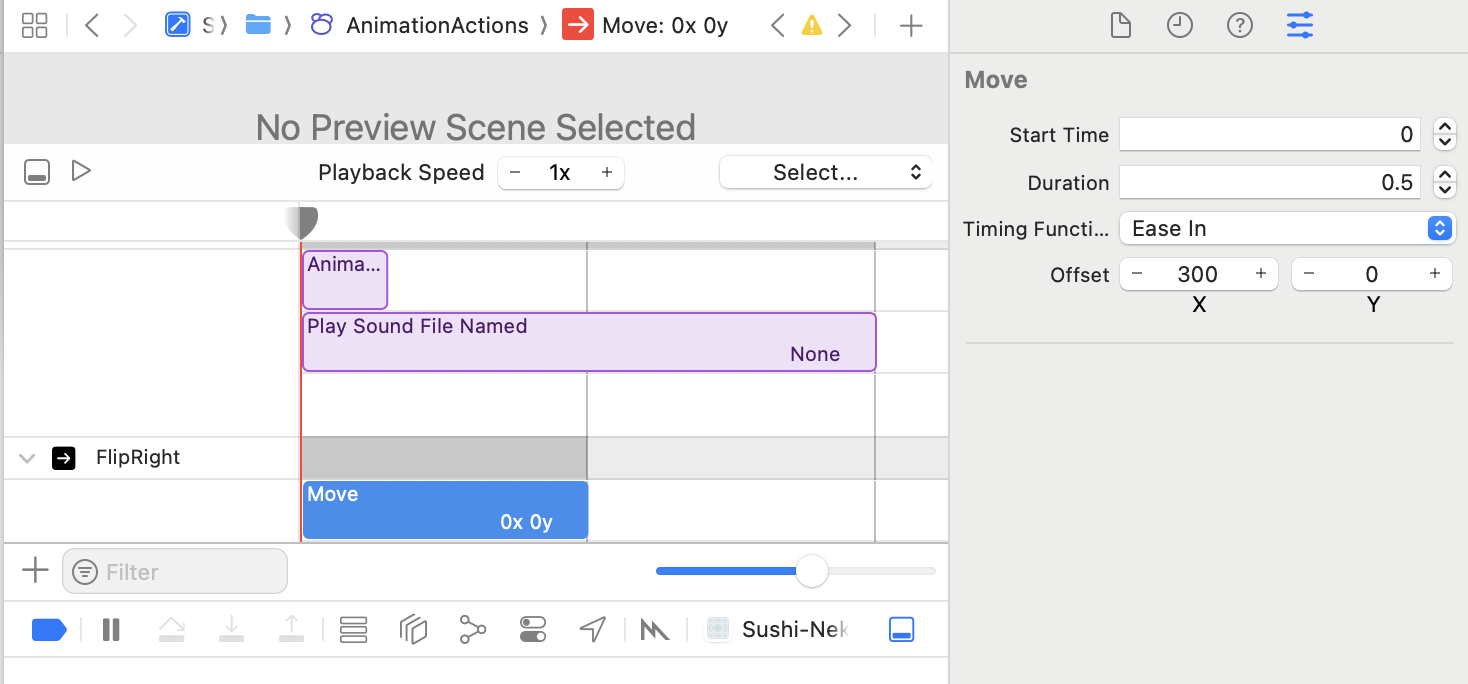 S
AnimationActions
Move: 0x 0y
No Preview Scene Selected
Playback Speed
− 1x +
Select...
Anima...
Play Sound File Named
None
FlipRight
Move
0x 0y
Filter
Sushi-Nek
Move
Start Time 0
Duration 0.5
Timing Functi... Ease In
Offset − 300 + − 0 +
X Y